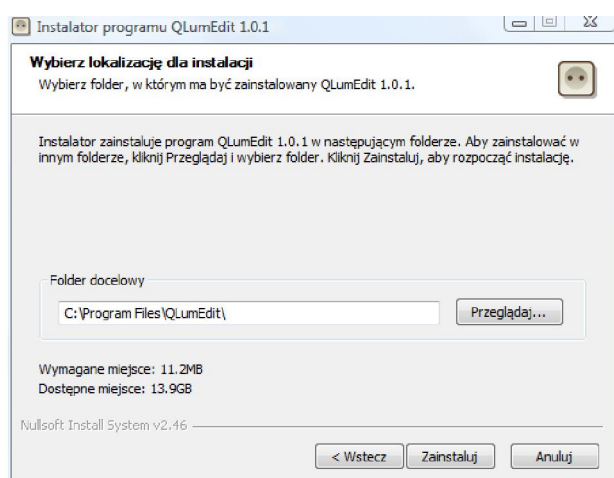 Instalator programu QLumEdit 1.0.1
Wybierz lokalizację dla instalacji
Wybierz folder, w którym ma być zainstalowany QLumEdit 1.0.1.
Instalator zainstaluje program QLumEdit 1.0.1 w następującym folderze. Aby zainstalować w
innym folderze, kliknij Przeglądaj i wybierz folder. Kliknij Zainstaluj, aby rozpocząć instalację.
Folder docelowy
C:\Program Files\QLumEdit\
Przeglądaj...
Wymagane miejsce: 11.2MB
Dostępne miejsce: 13.9GB
Nullsoft Install System v2.46
< Wstecz
Zainstaluj
Anuluj